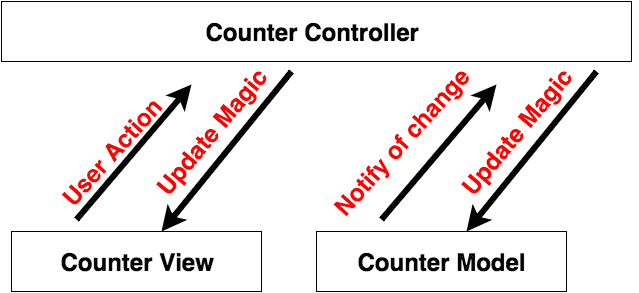 Counter Controller
User Action
Update Magic
Notify of change
Update Magic
Counter View
Counter Model